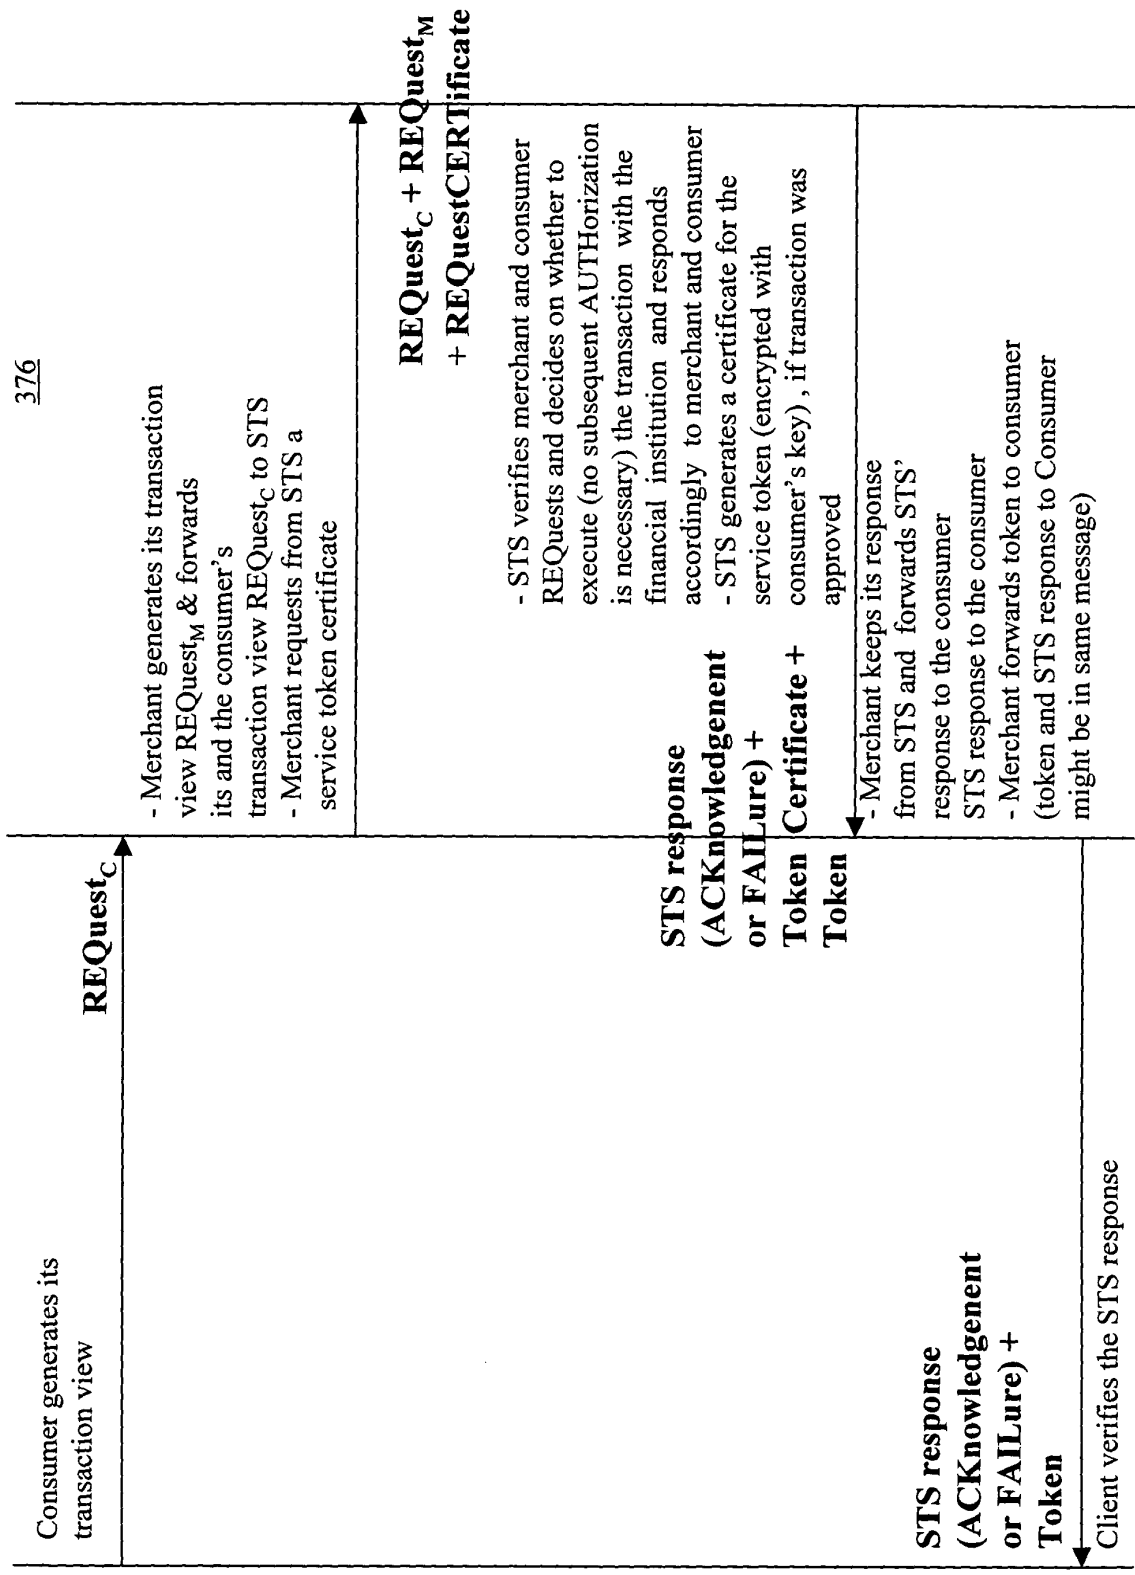 376
Consumer generates its
transaction view
REQuest_C
- Merchant generates its transaction
view REQuest_M & forwards
its and the consumer's
transaction view REQuest_C to STS
- Merchant requests from STS a
service token certificate
REQuest_C + REQuest_M
+ REQuestCERTificate
- STS verifies merchant and consumer
REQuests and decides on whether to
execute (no subsequent AUTHorization
is necessary) the transaction with the
financial institution and responds
accordingly to merchant and consumer
- STS generates a certificate for the
service token (encrypted with
consumer's key) , if transaction was
approved
STS response
(ACKnowledgenent
or FAILure) +
Token Certificate +
Token
- Merchant keeps its response
from STS and forwards STS'
response to the consumer
STS response to the consumer
- Merchant forwards token to consumer
(token and STS response to Consumer
might be in same message)
STS response
(ACKnowledgenent
or FAILure) +
Token
Client verifies the STS response